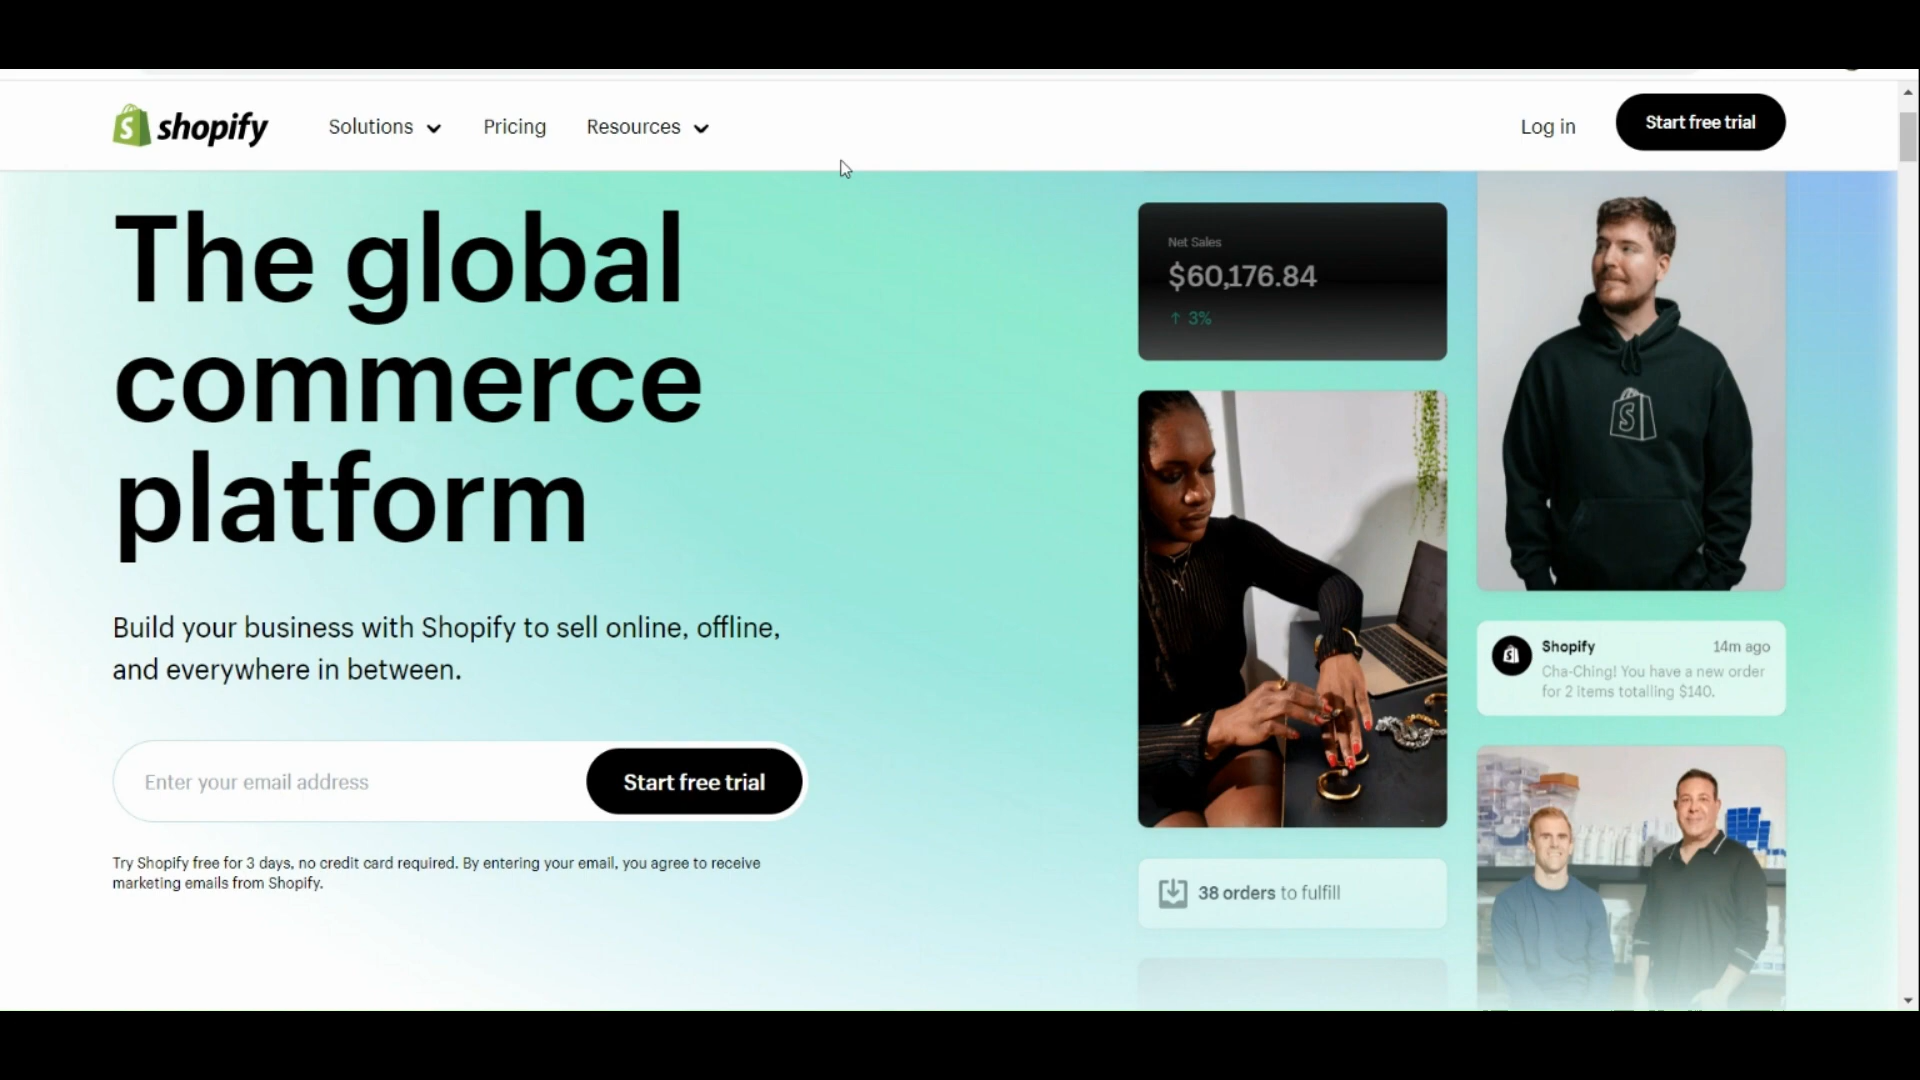 shopify
Solutions
Pricing
Resources
Log in
Start free trial
The global
commerce
platform
Build your business with Shopify to sell online, offline,
and everywhere in between.
Enter your email address
Start free trial
Try Shopify free for 3 days, no credit card required. By entering your email, you agree to receive
marketing emails from Shopify.
Net Sales
$60,176.84
↑ 3%
38 orders to fulfill
S
Shopify
14m ago
Cha-Ching! You have a new order
for 2 items totalling $140.